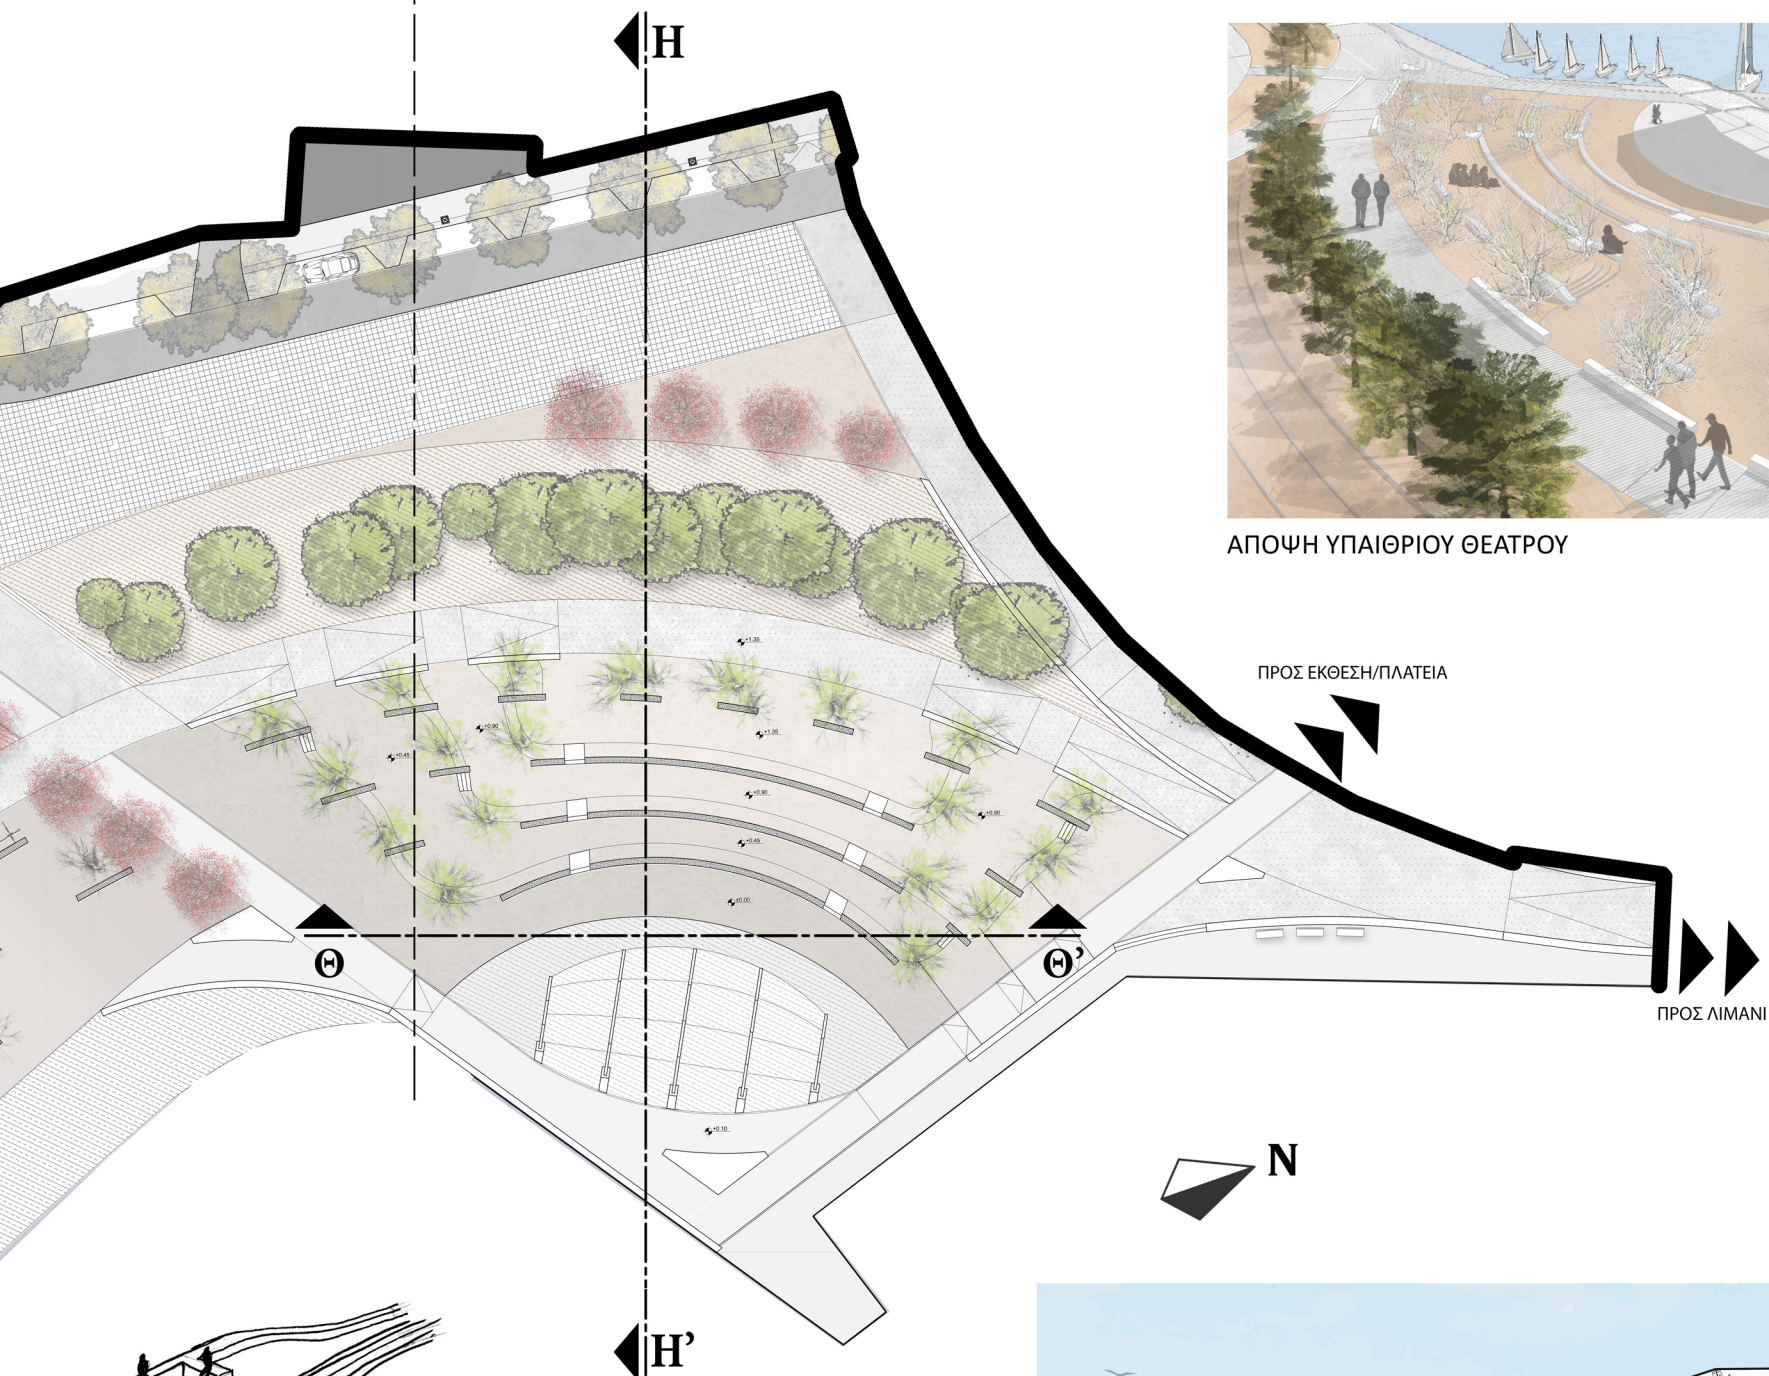 H
ΑΠΟΨΗ ΥΠΑΙΘΡΙΟΥ ΘΕΑΤΡΟΥ
+1.35
ΠΡΟΣ ΕΚΘΕΣΗ/ΠΛΑΤΕΙΑ
+0.90
+1.35
+0.45
+0.90
+0.90
+0.45
±0.00
Θ
Θ’
ΠΡΟΣ ΛΙΜΑΝΙ
+0.10
N
H’